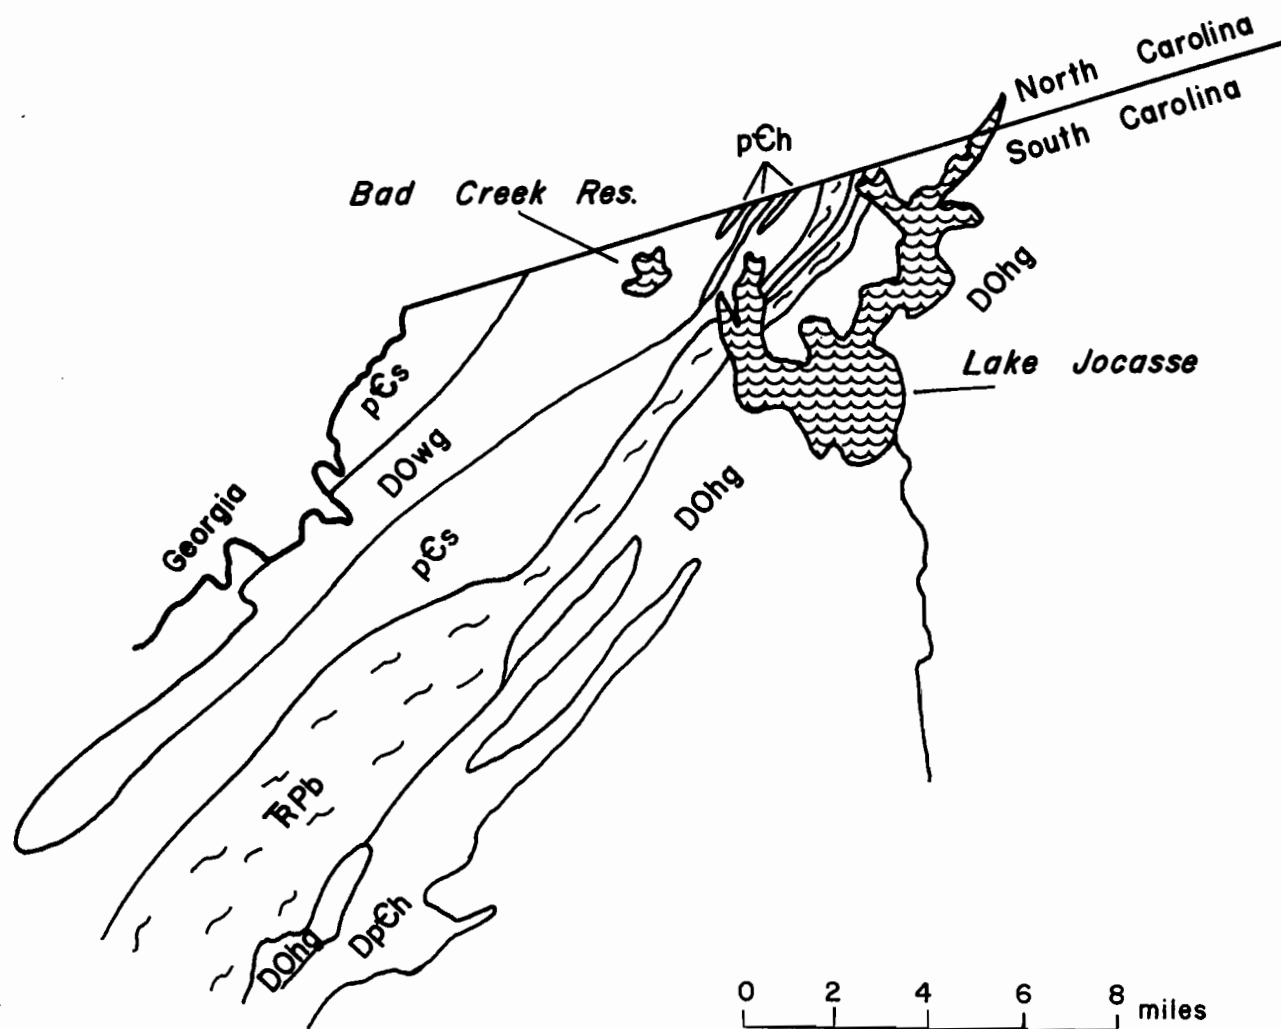 North Carolina
South Carolina
p€h
Bad Creek Res.
DOhg
Lake Jocasse
p€s
DOwg
Georgia
DOhg
p€s
TRPb
Dp€h
DOhg
0 2 4 6 8 miles